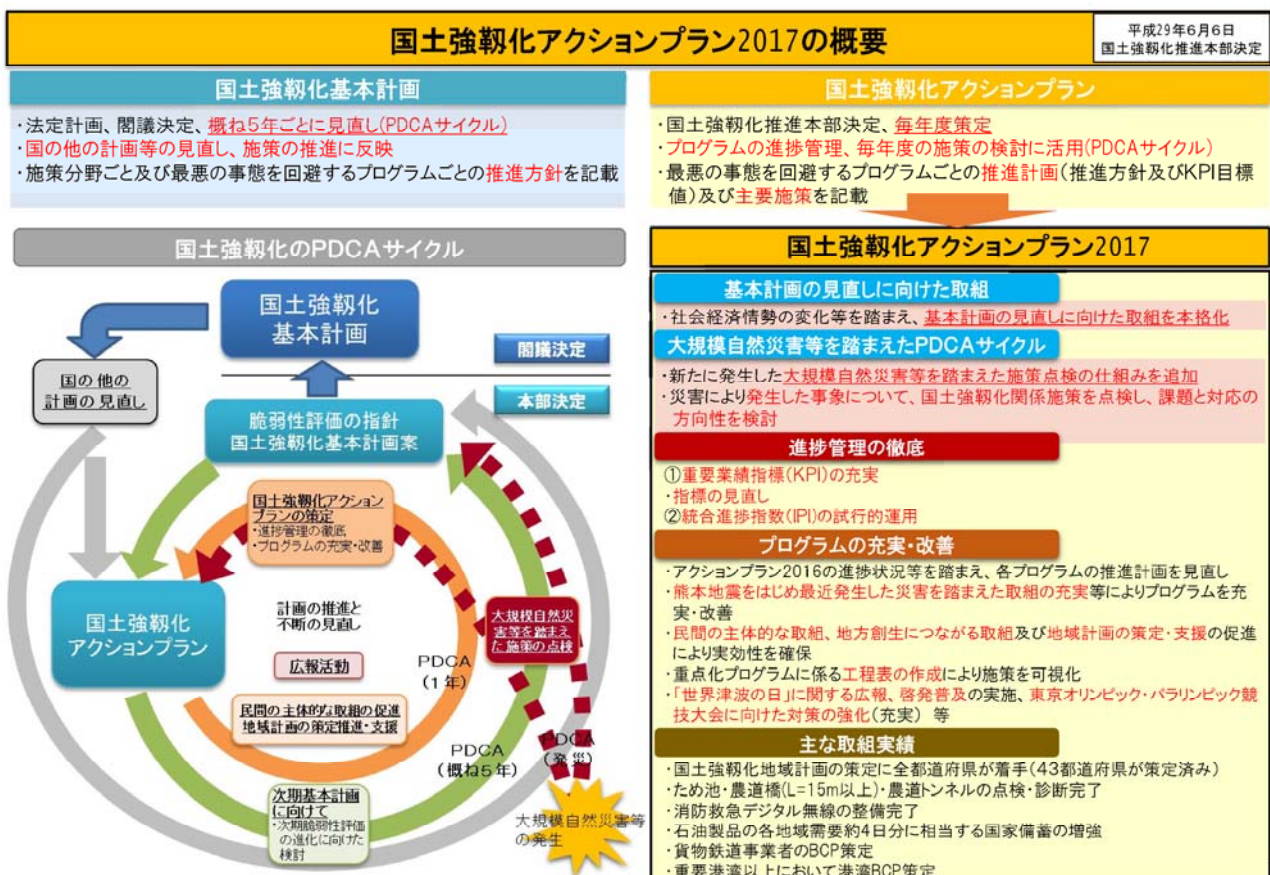 国土強靱化アクションプラン2017の概要
平成29年6月6日
国土強靱化推進本部決定
国土強靱化基本計画
・法定計画、閣議決定、概ね5年ごとに見直し(PDCAサイクル)
・国の他の計画等の見直し、施策の推進に反映
・施策分野ごと及び最悪の事態を回避するプログラムごとの推進方針を記載
国土強靱化アクションプラン
・国土強靱化推進本部決定、毎年度策定
・プログラムの進捗管理、毎年度の施策の検討に活用(PDCAサイクル)
・最悪の事態を回避するプログラムごとの推進計画(推進方針及びKPI目標
値)及び主要施策を記載
国土強靱化のPDCAサイクル
国土強靱化
基本計画
閣議決定
本部決定
国の他の
計画の見直し
脆弱性評価の指針
国土強靱化基本計画案
国土強靱化アクション
プランの策定
・進捗管理の徹底
・プログラムの充実・改善
国土強靱化
アクションプラン
計画の推進と
不断の見直し
広報活動
大規模自然災
害等を踏まえ
た施策の点検
PDCA
(1年)
民間の主体的な取組の促進
地域計画の策定推進・支援
PDCA
(概ね5年)
PDCA
(発災)
次期基本計画
に向けて
・次期脆弱性評価
の進化に向けた
検討
大規模自然災害等
の発生
国土強靱化アクションプラン2017
基本計画の見直しに向けた取組
・社会経済情勢の変化等を踏まえ、基本計画の見直しに向けた取組を本格化
大規模自然災害等を踏まえたPDCAサイクル
・新たに発生した大規模自然災害等を踏まえた施策点検の仕組みを追加
・災害により発生した事象について、国土強靱化関係施策を点検し、課題と対応の
方向性を検討
進捗管理の徹底
①重要業績指標(KPI)の充実
・指標の見直し
②統合進捗指数(IPI)の試行的運用
プログラムの充実・改善
・アクションプラン2016の進捗状況等を踏まえ、各プログラムの推進計画を見直し
・熊本地震をはじめ最近発生した災害を踏まえた取組の充実等によりプログラムを充
実・改善
・民間の主体的な取組、地方創生につながる取組及び地域計画の策定・支援の促進
により実効性を確保
・重点化プログラムに係る工程表の作成により施策を可視化
・「世界津波の日」に関する広報、啓発普及の実施、東京オリンピック・パラリンピック競
技大会に向けた対策の強化(充実) 等
主な取組実績
・国土強靱化地域計画の策定に全都道府県が着手(43都道府県が策定済み)
・ため池・農道橋(L=15m以上)・農道トンネルの点検・診断完了
・消防救急デジタル無線の整備完了
・石油製品の各地域需要約4日分に相当する国家備蓄の増強
・貨物鉄道事業者のBCP策定
・重要港湾以上において港湾BCP策定